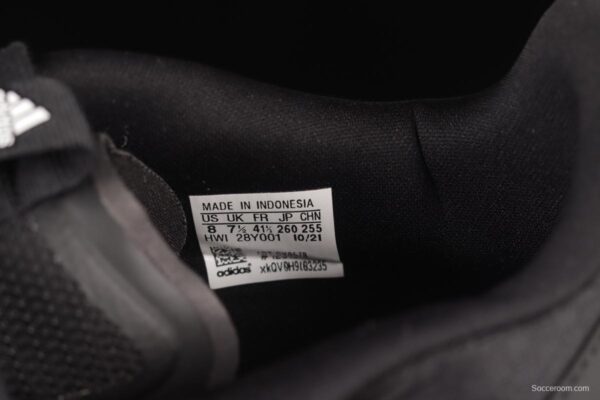 MADE IN INDONESIA
US UK FR JP CHN
8 7½ 41⅓ 260 255
HWI 28Y001 10/21
adidas
Socceroom.com